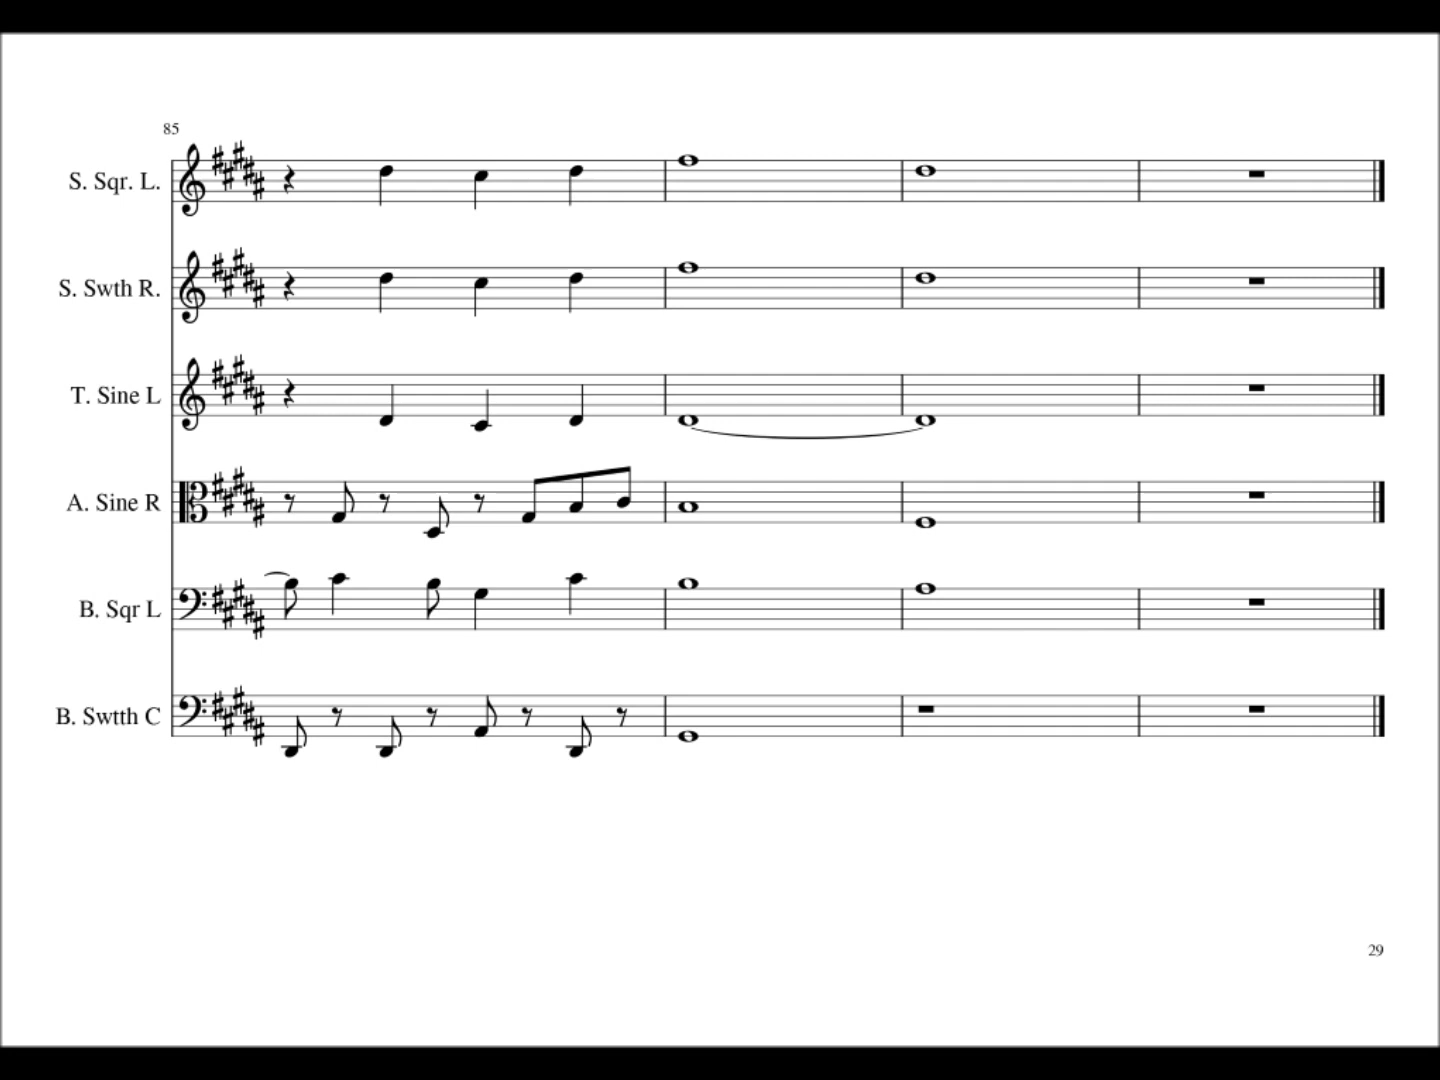 85
S. Sqr. L.
S. Swth R.
T. Sine L
A. Sine R
B. Sqr L
B. Swtth C
29